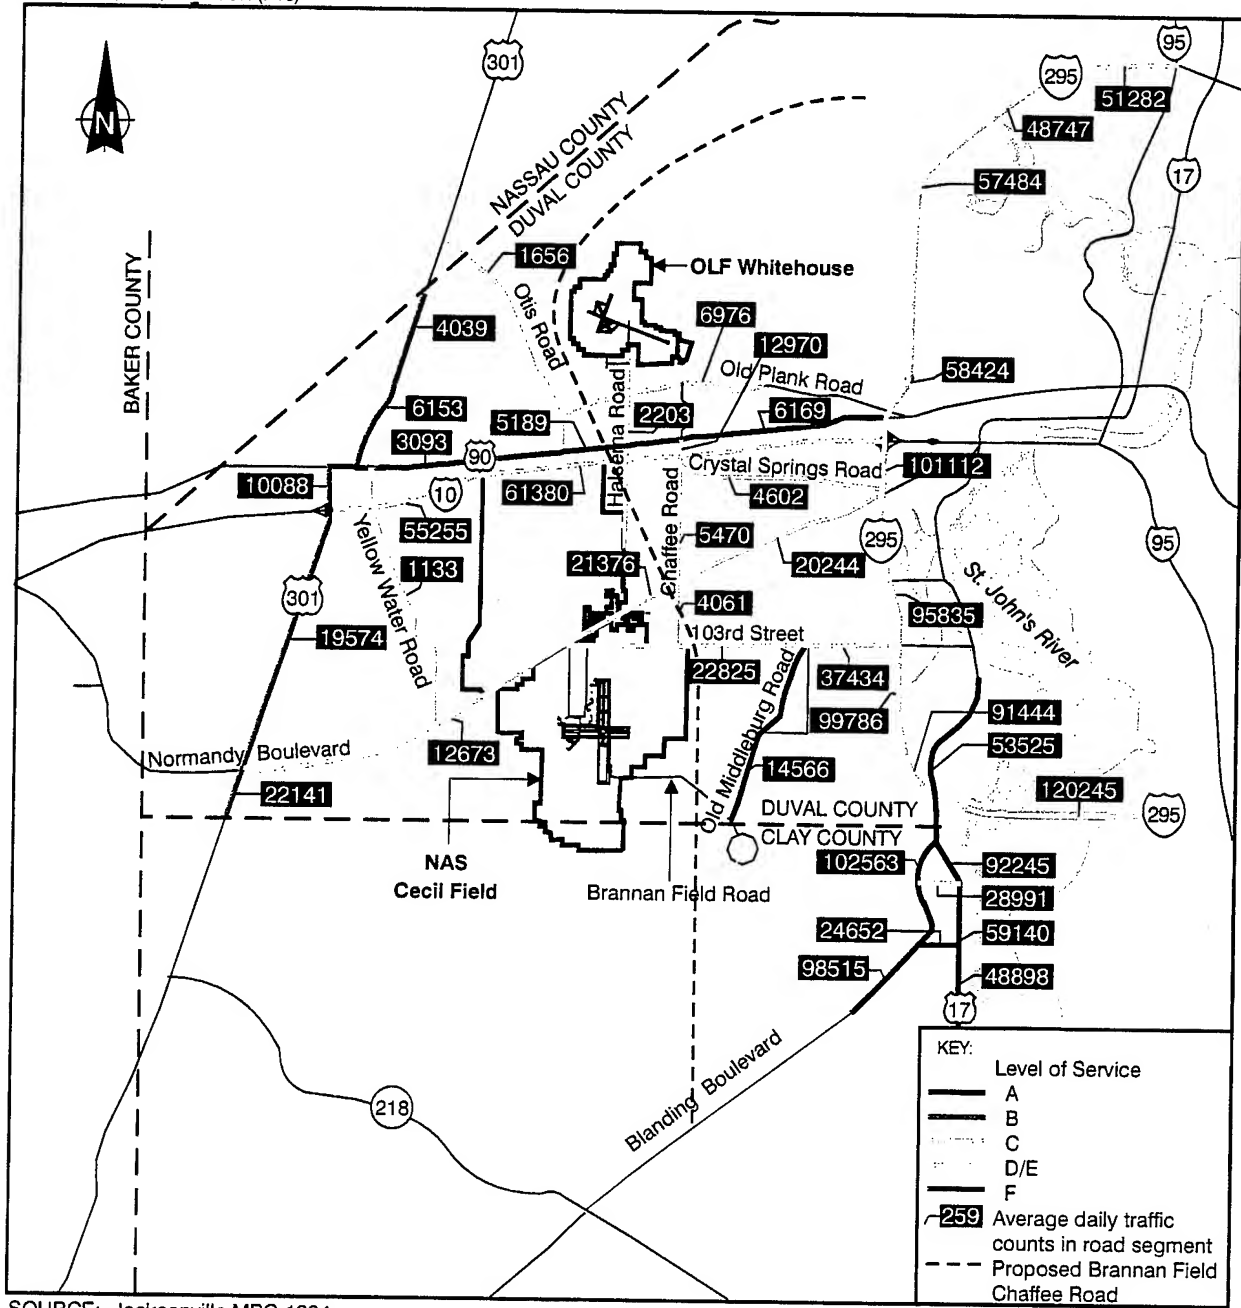 301
95
295
51282
48747
N
NASSAU COUNTY
DUVAL COUNTY
57484
17
BAKER COUNTY
1656
OLF Whitehouse
Otis Road
4039
6976
12970
58424
Old Plank Road
6153
5189
2203
6169
3093
90
Halsema Road
Crystal Springs Road
101112
10088
10
61380
4602
55255
Chaffee Road
5470
295
95
Yellow Water Road
1133
21376
20244
St. John's River
301
4061
95835
19574
103rd Street
22825
37434
Old Middleburg Road
99786
91444
Normandy Boulevard
12673
53525
14566
22141
120245
DUVAL COUNTY
295
CLAY COUNTY
NAS
Cecil Field
102563
92245
Brannan Field Road
28991
24652
59140
98515
48898
17
Blanding Boulevard
218
KEY:
Level of Service
A
B
C
D/E
F
259 Average daily traffic
counts in road segment
Proposed Brannan Field
Chaffee Road